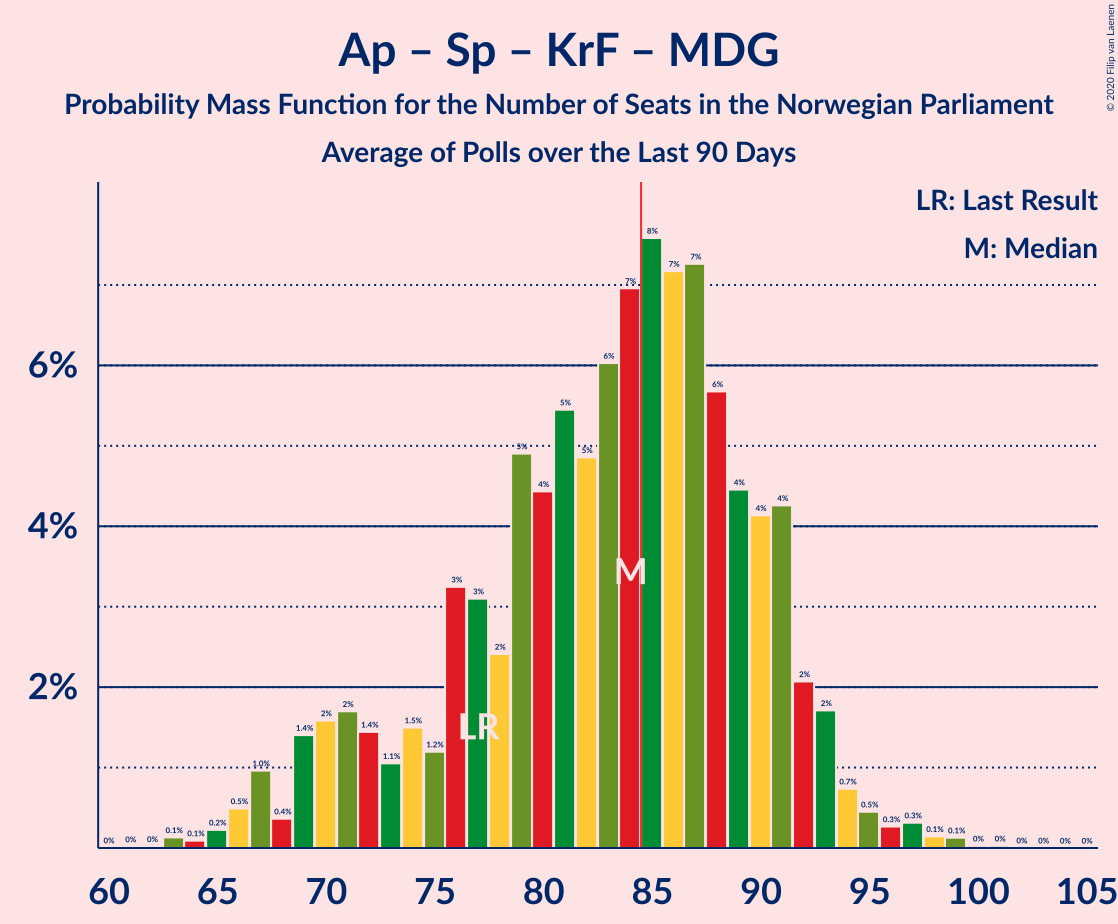 Ap – Sp – KrF – MDG
Probability Mass Function for the Number of Seats in the Norwegian Parliament
Average of Polls over the Last 90 Days
© 2020 Filip van Laenen
LR: Last Result
M: Median
6%
4%
2%
0% 0% 0% 0.1% 0.1% 0.2% 0.5% 1.0% 0.4% 1.4% 2% 2% 1.4% 1.1% 1.5% 1.2% 3% 3% 2% 5% 4% 5% 5% 6% 7% 8% 7% 7% 6% 4% 4% 4% 2% 2% 0.7% 0.5% 0.3% 0.3% 0.1% 0.1% 0% 0% 0% 0% 0% 0%
M
LR
60 65 70 75 80 85 90 95 100 105